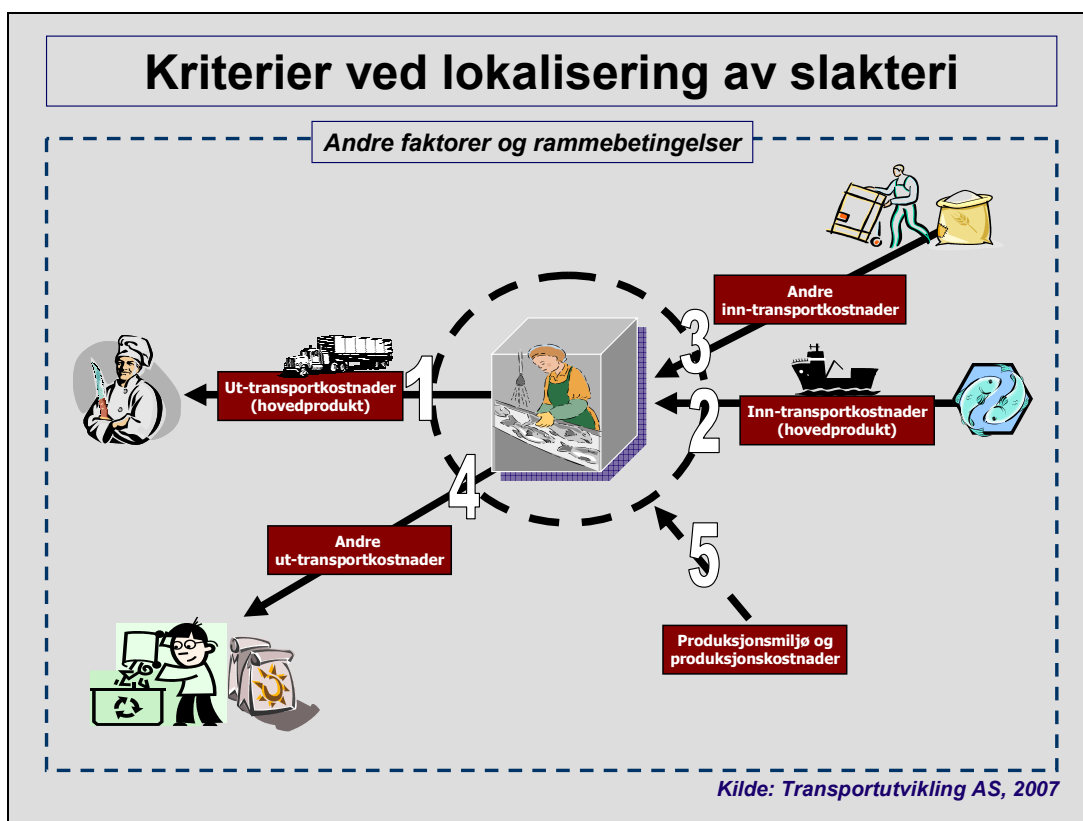 Kriterier ved lokalisering av slakteri
Andre faktorer og rammebetingelser
Andre
inn-transportkostnader
3
Ut-transportkostnader
(hovedprodukt)
1
2
Inn-transportkostnader
(hovedprodukt)
4
Andre
ut-transportkostnader
5
Produksjonsmiljø og
produksjonskostnader
Kilde: Transportutvikling AS, 2007